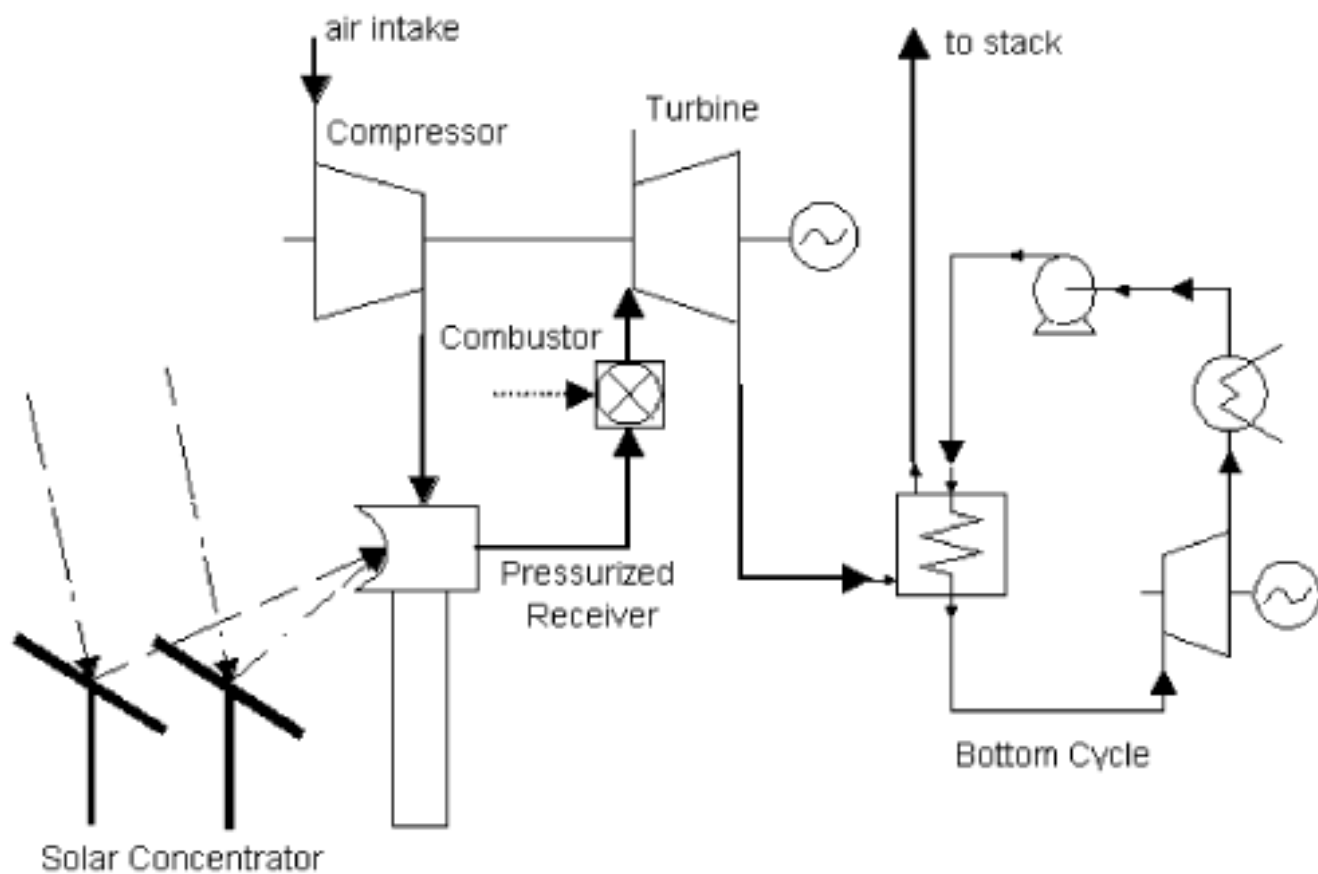 air intake
to stack
Turbine
Compressor
Combustor
Pressurized
Receiver
Bottom Cycle
Solar Concentrator